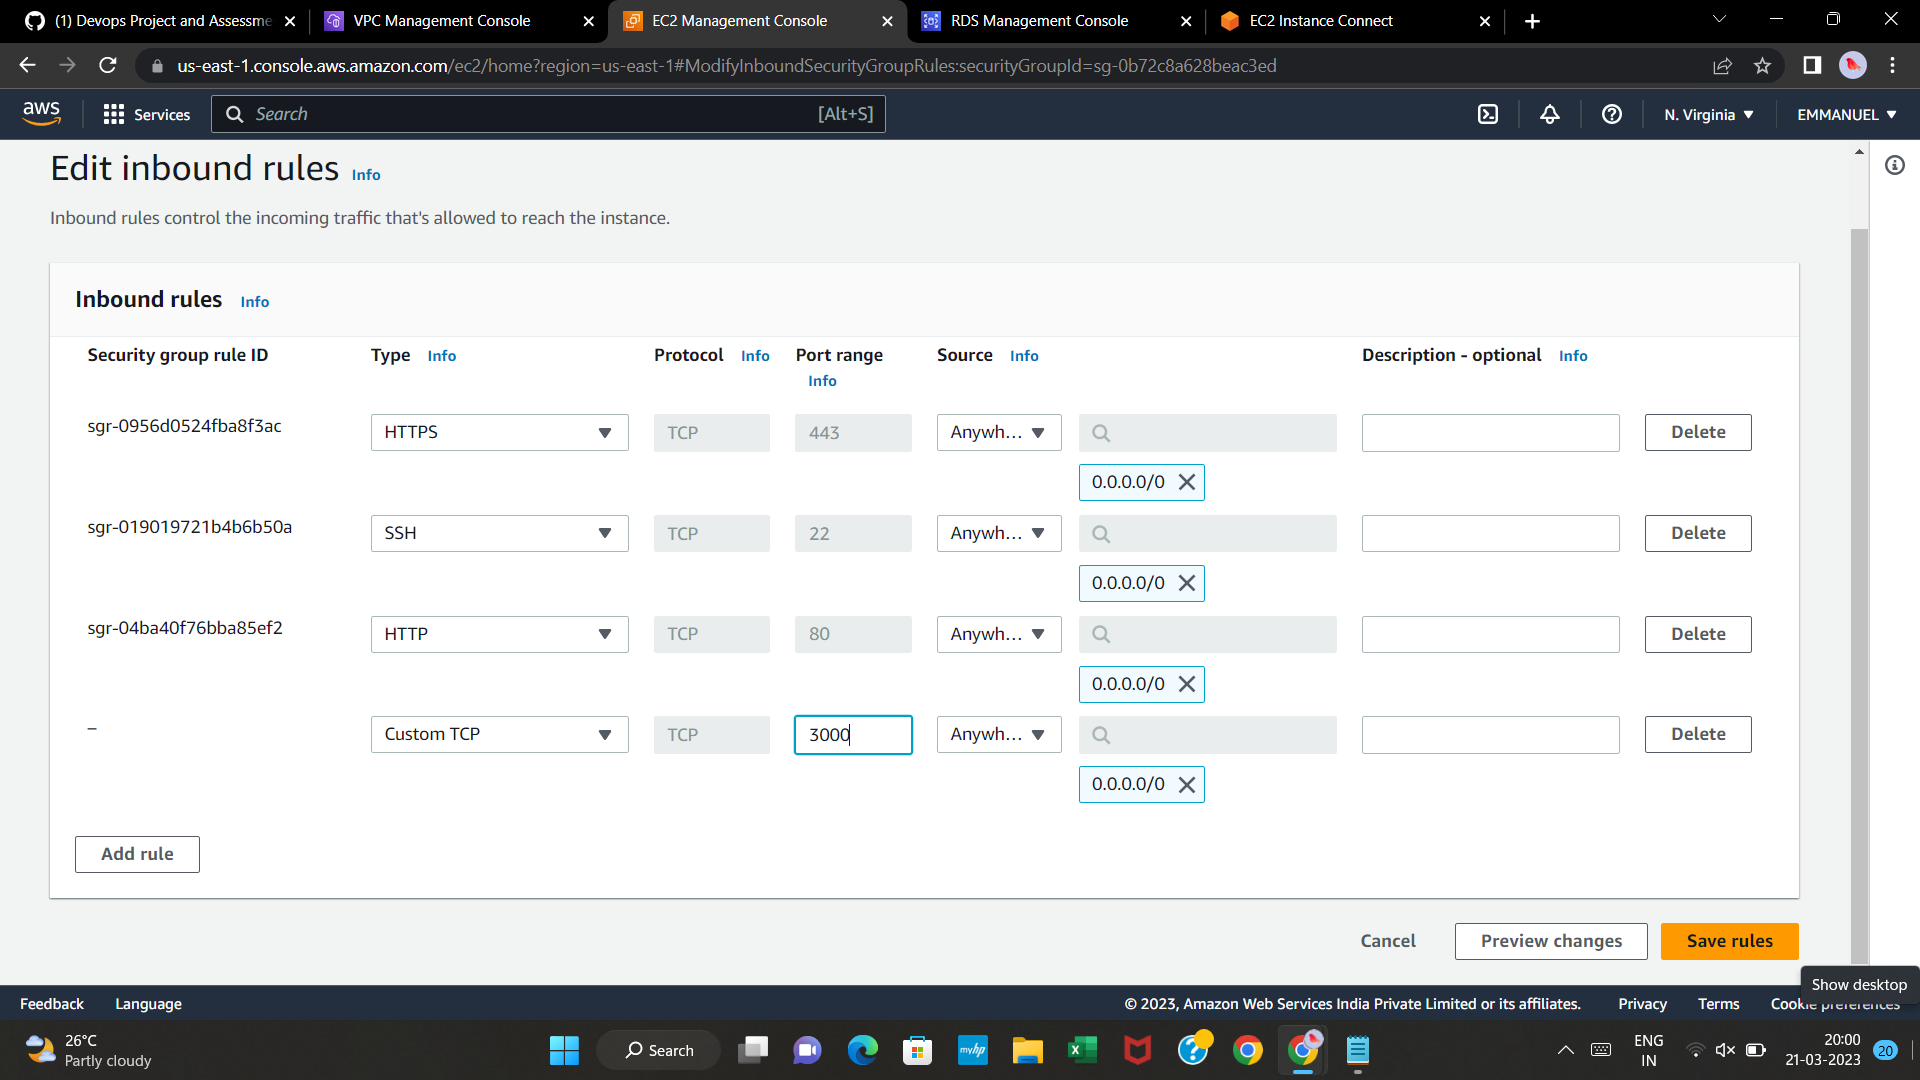 (1) Devops Project and Assessme
VPC Management Console
EC2 Management Console
RDS Management Console
EC2 Instance Connect
us-east-1.console.aws.amazon.com/ec2/home?region=us-east-1#ModifyInboundSecurityGroupRules:securityGroupId=sg-0b72c8a628beac3ed
aws
Services
Search
[Alt+S]
N. Virginia
EMMANUEL
Edit inbound rules Info
Inbound rules control the incoming traffic that's allowed to reach the instance.
Inbound rules Info
Security group rule ID
Type Info
Protocol Info
Port range
Info
Source Info
Description - optional Info
sgr-0956d0524fba8f3ac
HTTPS
TCP
443
Anywh...
Delete
0.0.0.0/0
sgr-019019721b4b6b50a
SSH
TCP
22
Anywh...
Delete
0.0.0.0/0
sgr-04ba40f76bba85ef2
HTTP
TCP
80
Anywh...
Delete
0.0.0.0/0
–
Custom TCP
TCP
3000
Anywh...
Delete
0.0.0.0/0
Add rule
Cancel
Preview changes
Save rules
Show desktop
Feedback
Language
© 2023, Amazon Web Services India Private Limited or its affiliates.
Privacy
Terms
Cookie preferences
26°C
Partly cloudy
Search
myhp
ENG
IN
20:00
21-03-2023
20